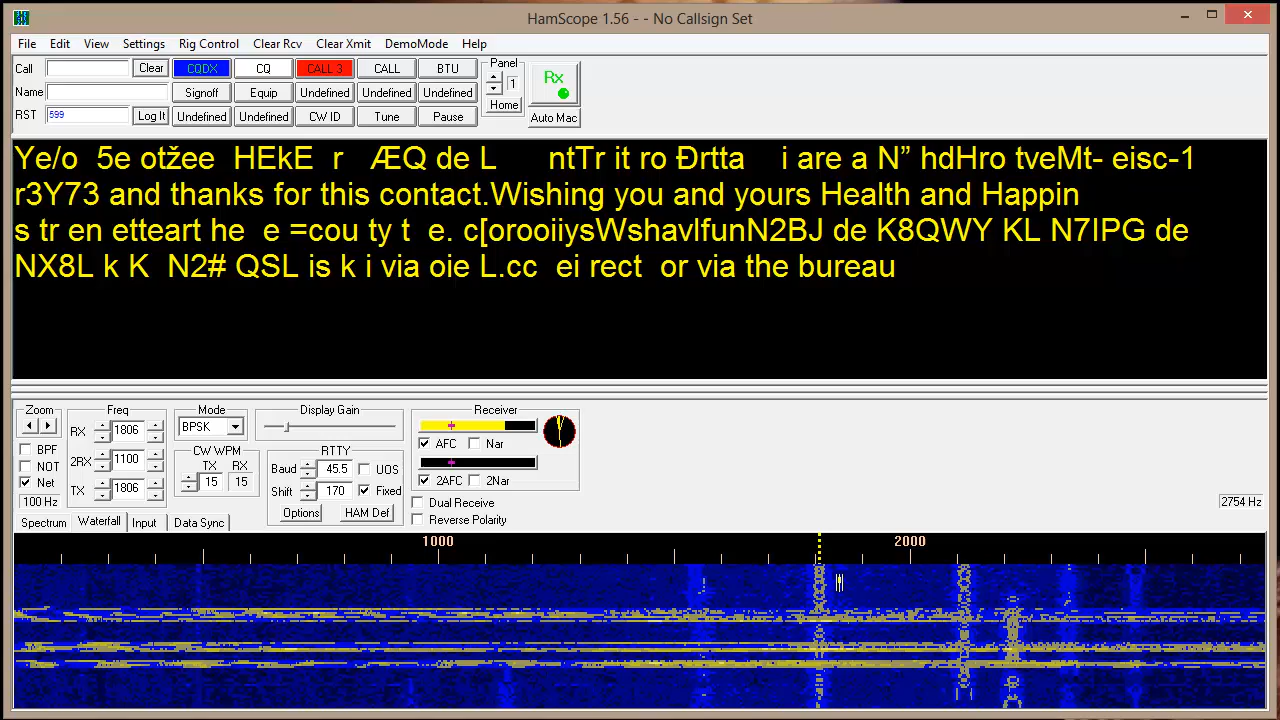 HamScope 1.56 - - No Callsign Set
File Edit View Settings Rig Control Clear Rcv Clear Xmit DemoMode Help
Call Clear CQDX CQ CALL 3 CALL BTU Panel
Name Signoff Equip Undefined Undefined Undefined 1 Rx
RST 599 Log It Undefined Undefined CW ID Tune Pause Home Auto Mac
Ye/o 5e otžee HEkE r ÆQ de L ntTr it ro Ðrtta i are a N” hdHro tveMt- eisc-1
r3Y73 and thanks for this contact.Wishing you and yours Health and Happin
s tr en etteart he e =cou ty t e. c[orooiiysWshavlfunN2BJ de K8QWY KL N7IPG de
NX8L k K N2# QSL is k i via oie L.cc ei rect or via the bureau
Zoom Freq Mode Display Gain Receiver
RX 1806 BPSK
BPF AFC Nar
NOT 2RX 1100 CW WPM RTTY
TX RX Baud 45.5 UOS
Net TX 1806 15 15 2AFC 2Nar
100 Hz Shift 170 Fixed
Options HAM Def Dual Receive 2754 Hz
Spectrum Waterfall Input Data Sync Reverse Polarity
1000 2000